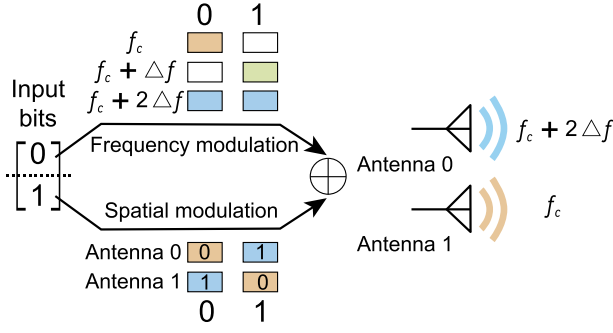 0 1
f_c
f_c + △f
f_c + 2△f
Input
bits
0
1
Frequency modulation
Spatial modulation
Antenna 0 0 1
Antenna 1 1 0
0 1
f_c + 2△f
Antenna 0
f_c
Antenna 1